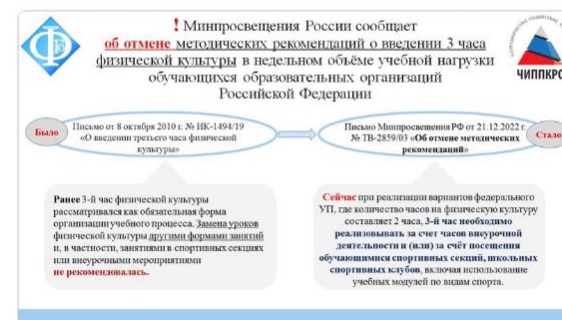 ! Минпросвещения России сообщает
об отмене методических рекомендаций о введении 3 часа
физической культуры в недельном объёме учебной нагрузки
обучающихся образовательных организаций
Российской Федерации
ЧИППКРО
Было
Письмо от 8 октября 2010 г. № ИК-1494/19
«О введении третьего часа физической
культуры»
Письмо Минпросвещения РФ от 21.12.2022 г.
№ ТВ-2859/03 «Об отмене методических
рекомендаций»
Стало
Ранее 3-й час физической культуры
рассматривался как обязательная форма
организации учебного процесса. Замена уроков
физической культуры другими формами занятий
и, в частности, занятиями в спортивных секциях
или внеурочными мероприятиями
не рекомендовалась.
Сейчас при реализации вариантов федерального
УП, где количество часов на физическую культуру
составляет 2 часа, 3-й час необходимо
реализовывать за счет часов внеурочной
деятельности и (или) за счёт посещения
обучающимися спортивных секций, школьных
спортивных клубов, включая использование
учебных модулей по видам спорта.